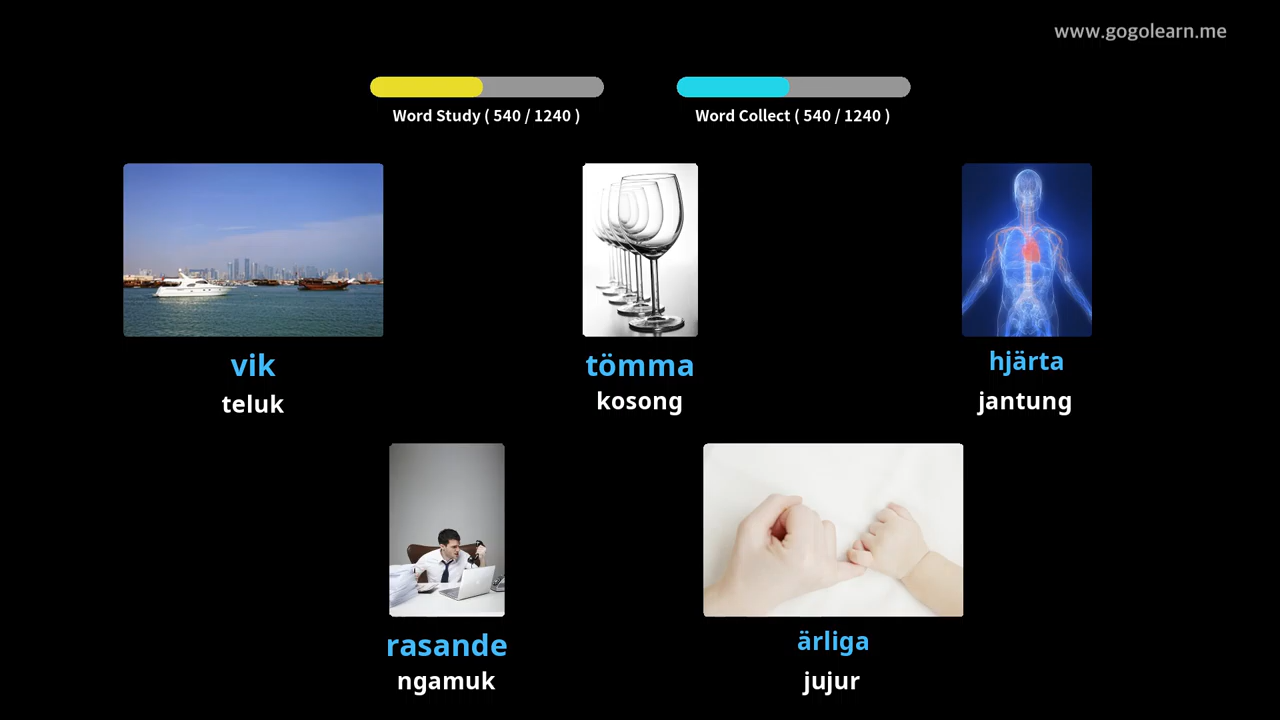 www.gogolearn.me
Word Study ( 540 / 1240 )
Word Collect ( 540 / 1240 )
vik
teluk
tömma
kosong
hjärta
jantung
rasande
ngamuk
ärliga
jujur